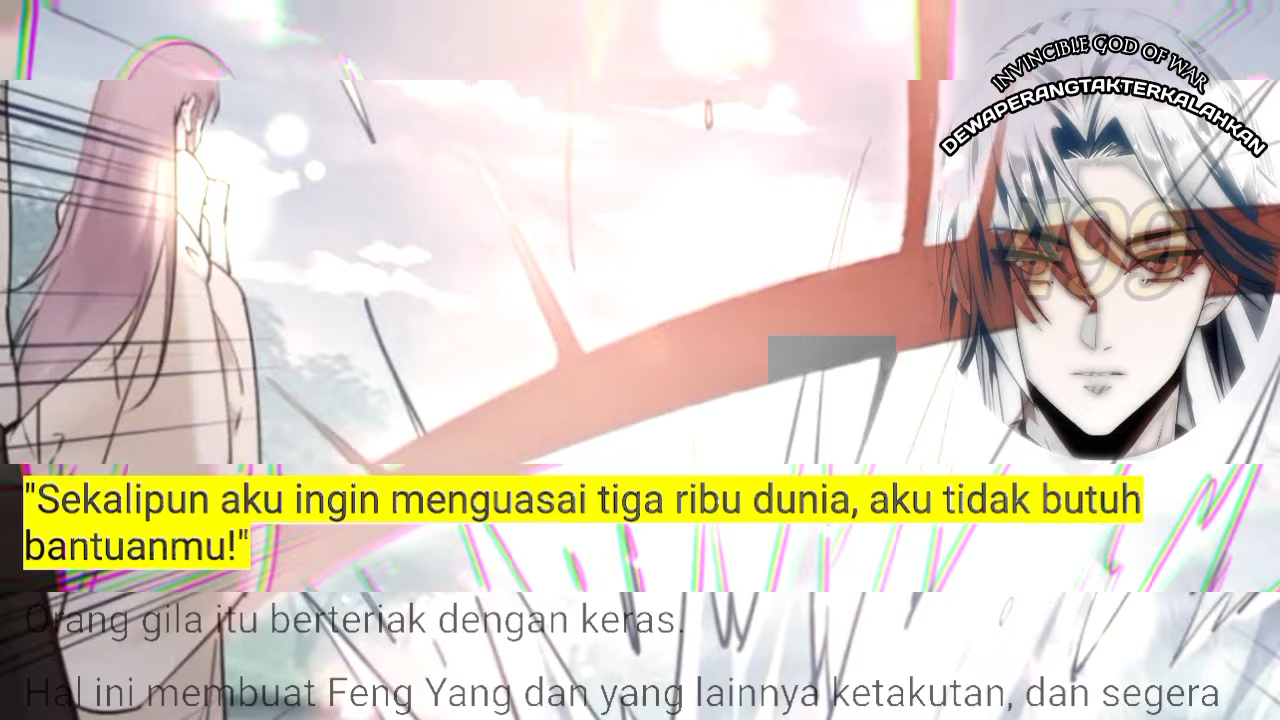 INVINCIBLE GOD OF WAR
DEWAPERANGTAKTERKALAHKAN
499
"Sekalipun aku ingin menguasai tiga ribu dunia, aku tidak butuh
bantuanmu!"
Orang gila itu berteriak dengan keras.
Hal ini membuat Feng Yang dan yang lainnya ketakutan, dan segera